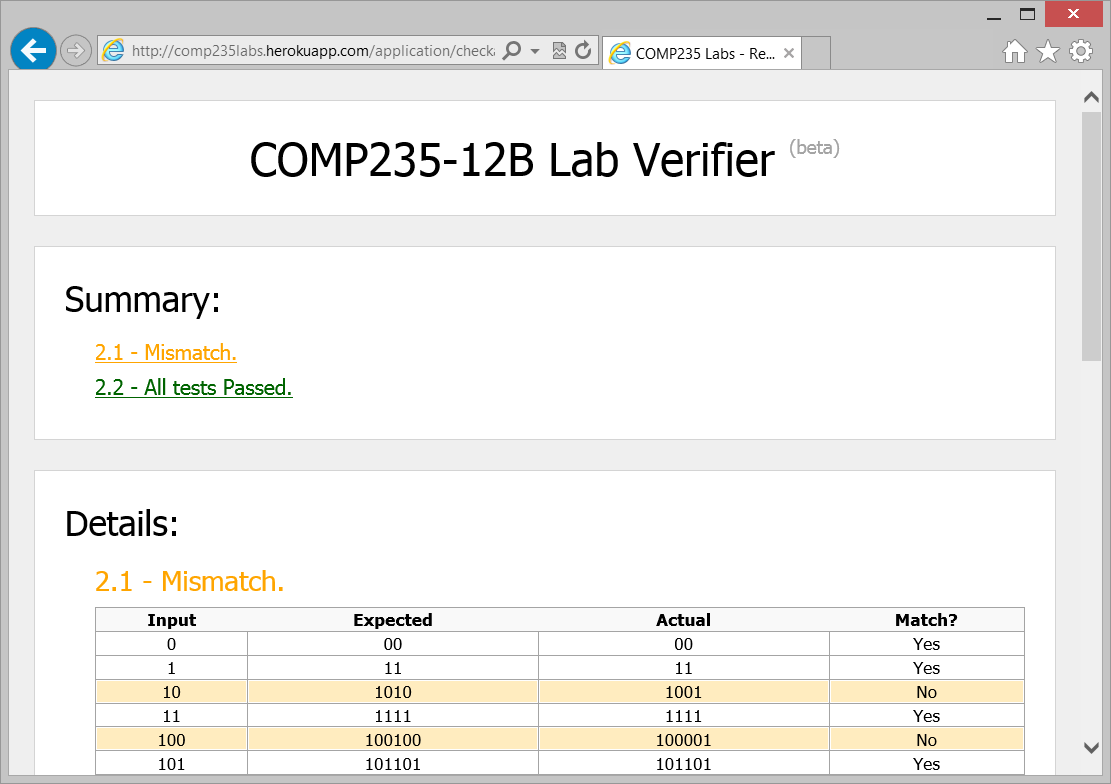 http://comp235labs.herokuapp.com/application/check
COMP235 Labs - Re...
COMP235-12B Lab Verifier (beta)
Summary:
2.1 - Mismatch.
2.2 - All tests Passed.
Details:
2.1 - Mismatch.
Input Expected Actual Match?
0 00 00 Yes
1 11 11 Yes
10 1010 1001 No
11 1111 1111 Yes
100 100100 100001 No
101 101101 101101 Yes